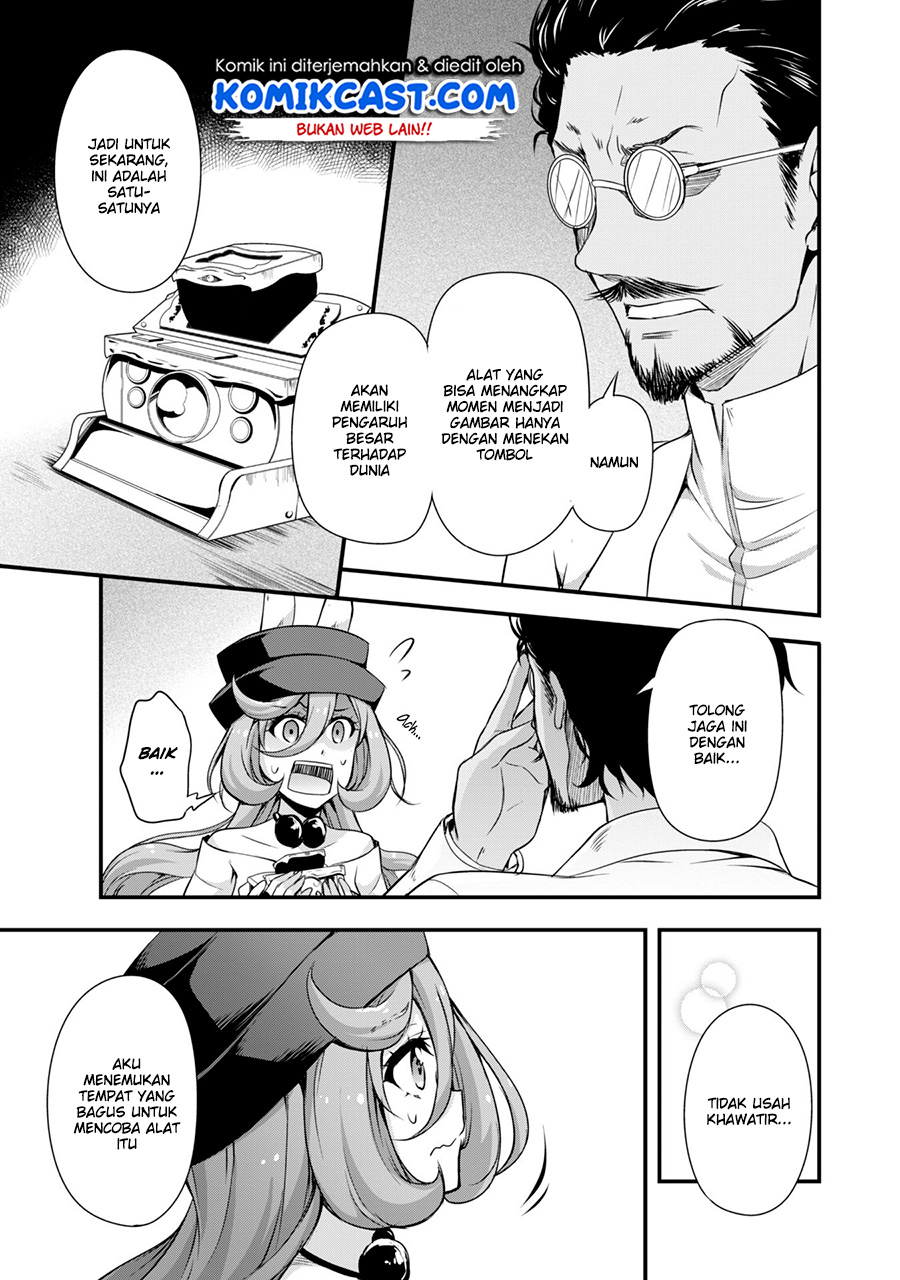 Komik ini diterjemahkan & diedit oleh
KOMIKCAST.COM
BUKAN WEB LAIN!!
NAMUN
ALAT YANG
BISA MENANGKAP
MOMEN MENJADI
GAMBAR HANYA
DENGAN MENEKAN
TOMBOL
AKAN
MEMILIKI
PENGARUH
BESAR
TERHADAP
DUNIA
JADI UNTUK
SEKARANG,
INI ADALAH
SATU-
SATUNYA
TOLONG
JAGA INI
DENGAN
BAIK...
ACH...
BAIK
...
TIDAK USAH
KHAWATIR...
AKU
MENEMUKAN
TEMPAT YANG
BAGUS UNTUK
MENCOBA ALAT
ITU